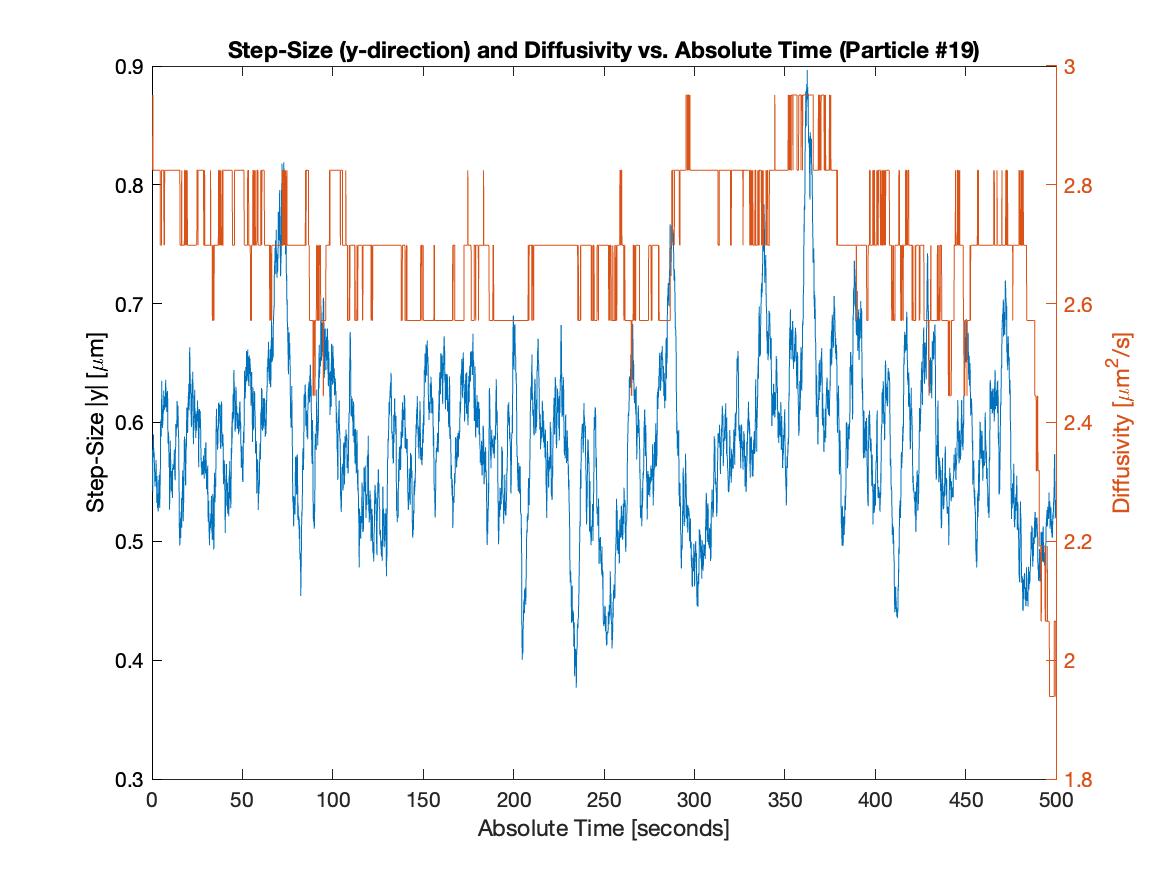 Step-Size (y-direction) and Diffusivity vs. Absolute Time (Particle #19)
0.9
0.8
0.7
0.6
0.5
0.4
0.3
Step-Size |y| [μm]
3
2.8
2.6
2.4
2.2
2
1.8
Diffusivity [μm²/s]
0 50 100 150 200 250 300 350 400 450 500
Absolute Time [seconds]